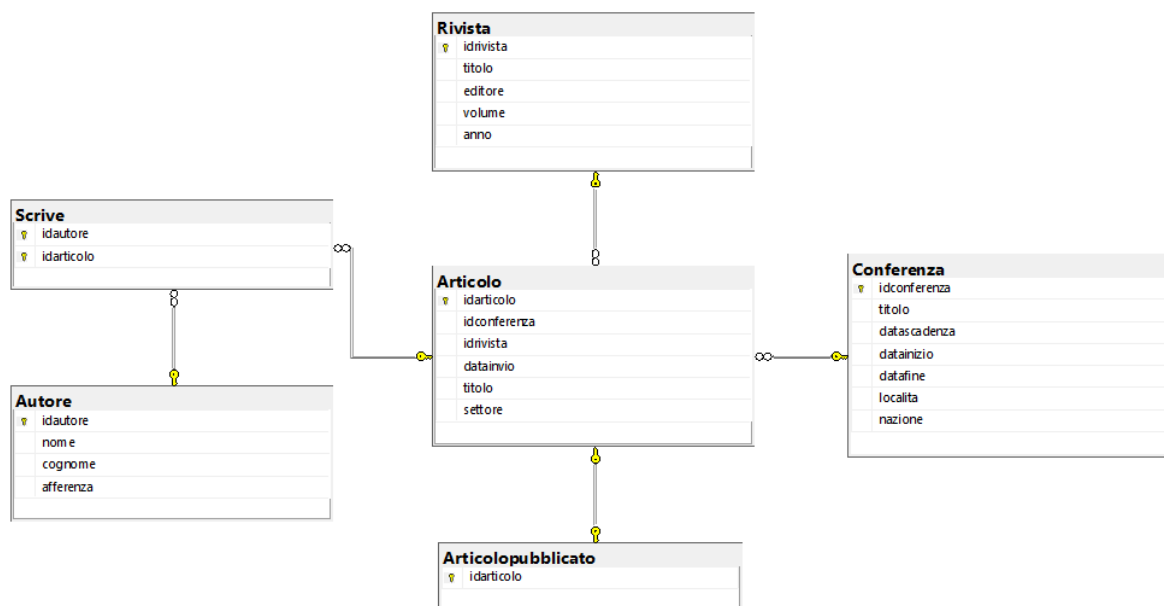 Rivista
idrivista
titolo
editore
volume
anno
Scrive
idautore
idarticolo
Articolo
idarticolo
idconferenza
idrivista
datainvio
titolo
settore
Conferenza
idconferenza
titolo
datascadenza
datainizio
datafine
localita
nazione
Autore
idautore
nome
cognome
afferenza
Articolopubblicato
idarticolo